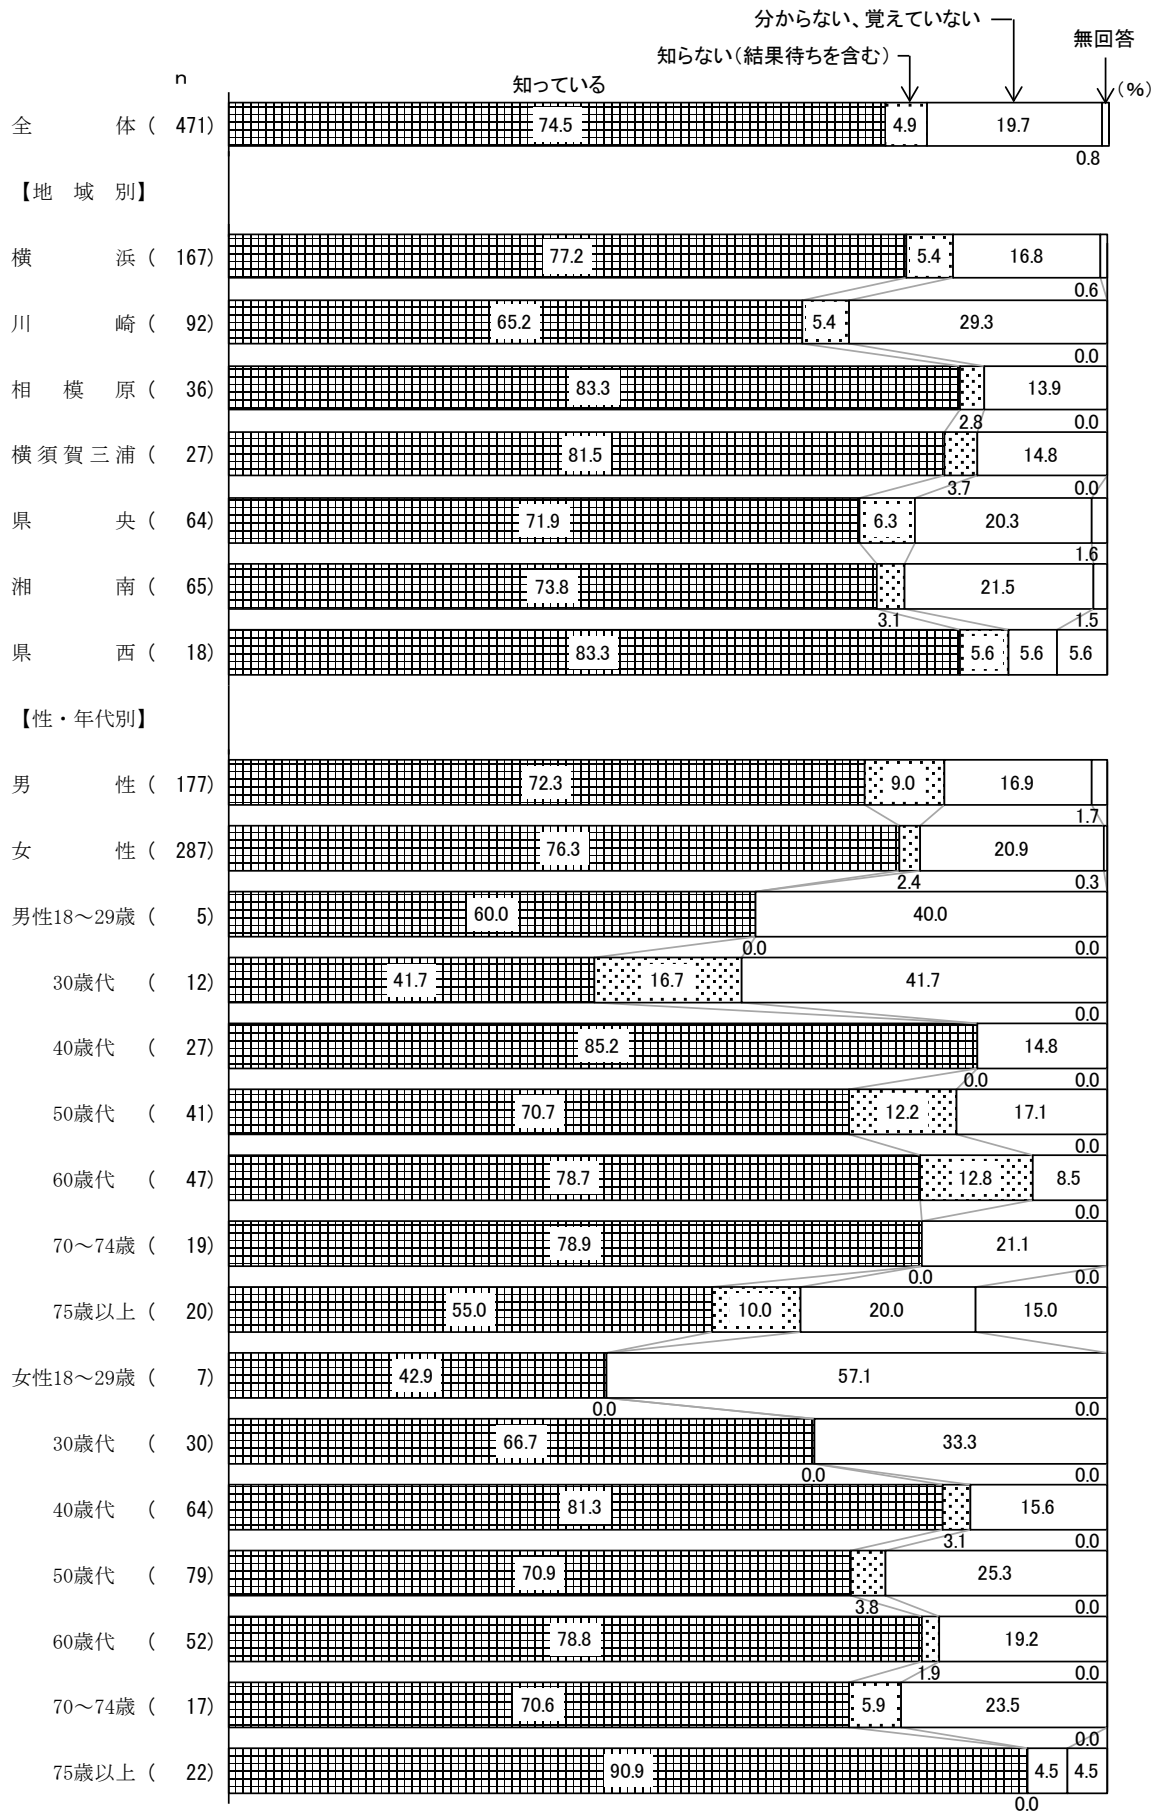 分からない、覚えていない
知らない（結果待ちを含む）
無回答
ｎ
知っている
（％）
全体（ 471） 74.5 4.9 19.7
0.8
【地域別】
横浜（ 167） 77.2 5.4 16.8
0.6
川崎（ 92） 65.2 5.4 29.3
0.0
相模原（ 36） 83.3 13.9
2.8 0.0
横須賀三浦（ 27） 81.5 14.8
3.7 0.0
県央（ 64） 71.9 6.3 20.3
1.6
湘南（ 65） 73.8 21.5
3.1 1.5
県西（ 18） 83.3 5.6 5.6 5.6
【性・年代別】
男性（ 177） 72.3 9.0 16.9
1.7
女性（ 287） 76.3 20.9
2.4 0.3
男性18～29歳（ 5） 60.0 40.0
0.0 0.0
30歳代（ 12） 41.7 16.7 41.7
0.0
40歳代（ 27） 85.2 14.8
0.0 0.0
50歳代（ 41） 70.7 12.2 17.1
0.0
60歳代（ 47） 78.7 12.8 8.5
0.0
70～74歳（ 19） 78.9 21.1
0.0 0.0
75歳以上（ 20） 55.0 10.0 20.0 15.0
女性18～29歳（ 7） 42.9 57.1
0.0 0.0
30歳代（ 30） 66.7 33.3
0.0 0.0
40歳代（ 64） 81.3 15.6
3.1 0.0
50歳代（ 79） 70.9 25.3
3.8 0.0
60歳代（ 52） 78.8 19.2
1.9 0.0
70～74歳（ 17） 70.6 5.9 23.5
0.0
75歳以上（ 22） 90.9 4.5 4.5
0.0